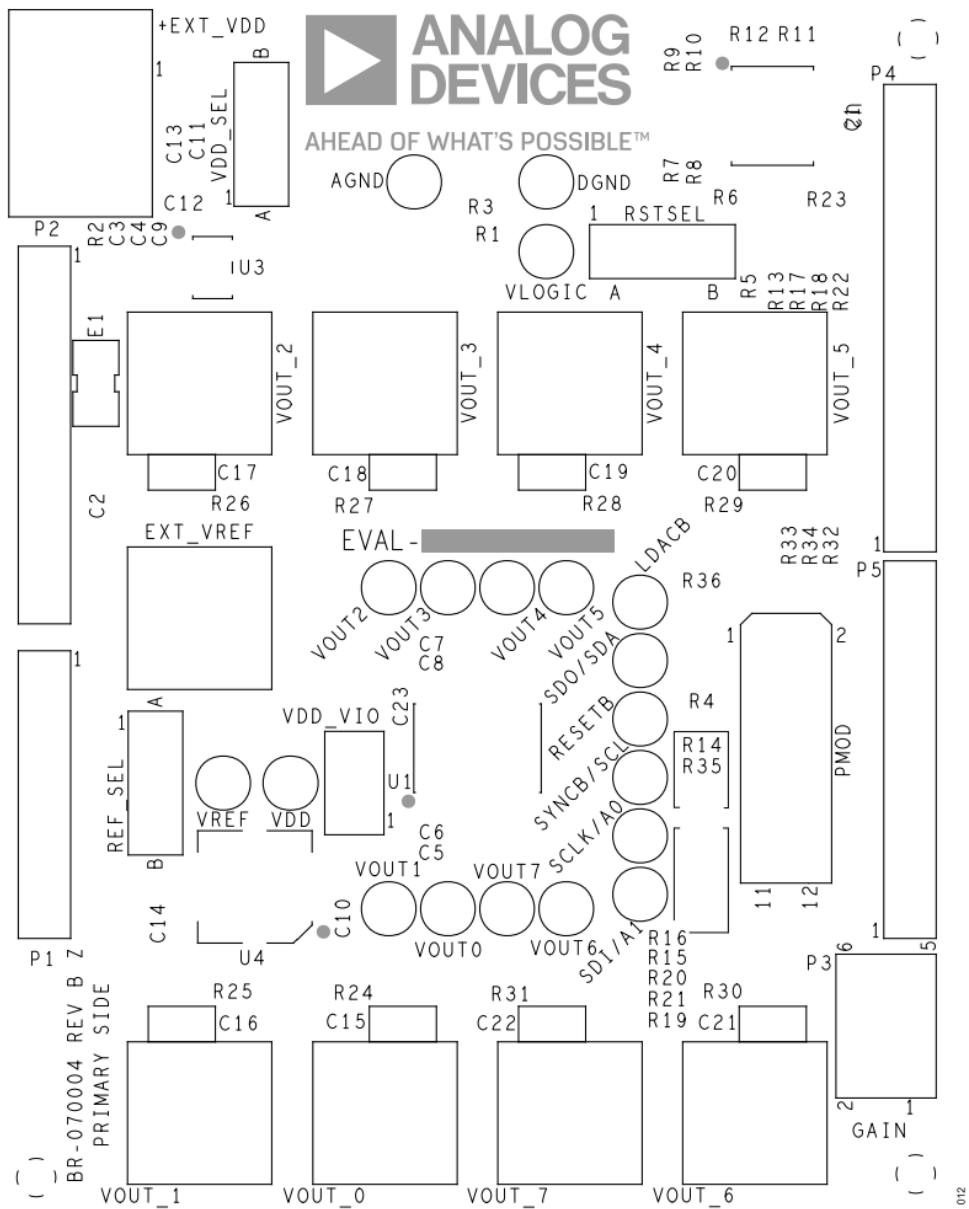 +EXT_VDD
1
B
VDD_SEL
1
A
C13
C11
C12
ANALOG
DEVICES
AHEAD OF WHAT'S POSSIBLE™
R9
R10
R12 R11
P4
R7
R8
R6
R23
AGND
DGND
R3
R1
1 RSTSEL
VLOGIC A B
R5
R13
R17
R18
R22
P2
1
R2
C3
C4
C9
U3
E1
C2
VOUT_2
VOUT_3
VOUT_4
VOUT_5
C17
R26
C18
R27
C19
R28
C20
R29
EXT_VREF
EVAL-
LDACB
R33
R34
R32
1
P5
VOUT2
VOUT3
VOUT4
VOUT5
C7
C8
SDO/SDA
R36
1 2
1
A
1
REF_SEL
B
VDD_VIO
C23
U1
1
RESETB
R4
R14
R35
PMOD
SYNCB/SCL
VREF VDD
C6
C5
SCLK/A0
VOUT1
VOUT7
11
12
C14
U4
C10
VOUT0
VOUT6
SDI/A1
1
P1
P3
6
5
R16
R15
R20
R21
R19
R25
C16
R24
C15
R31
C22
R30
C21
2
1
GAIN
BR-070004 REV B Z
PRIMARY SIDE
VOUT_1
VOUT_0
VOUT_7
VOUT_6
012